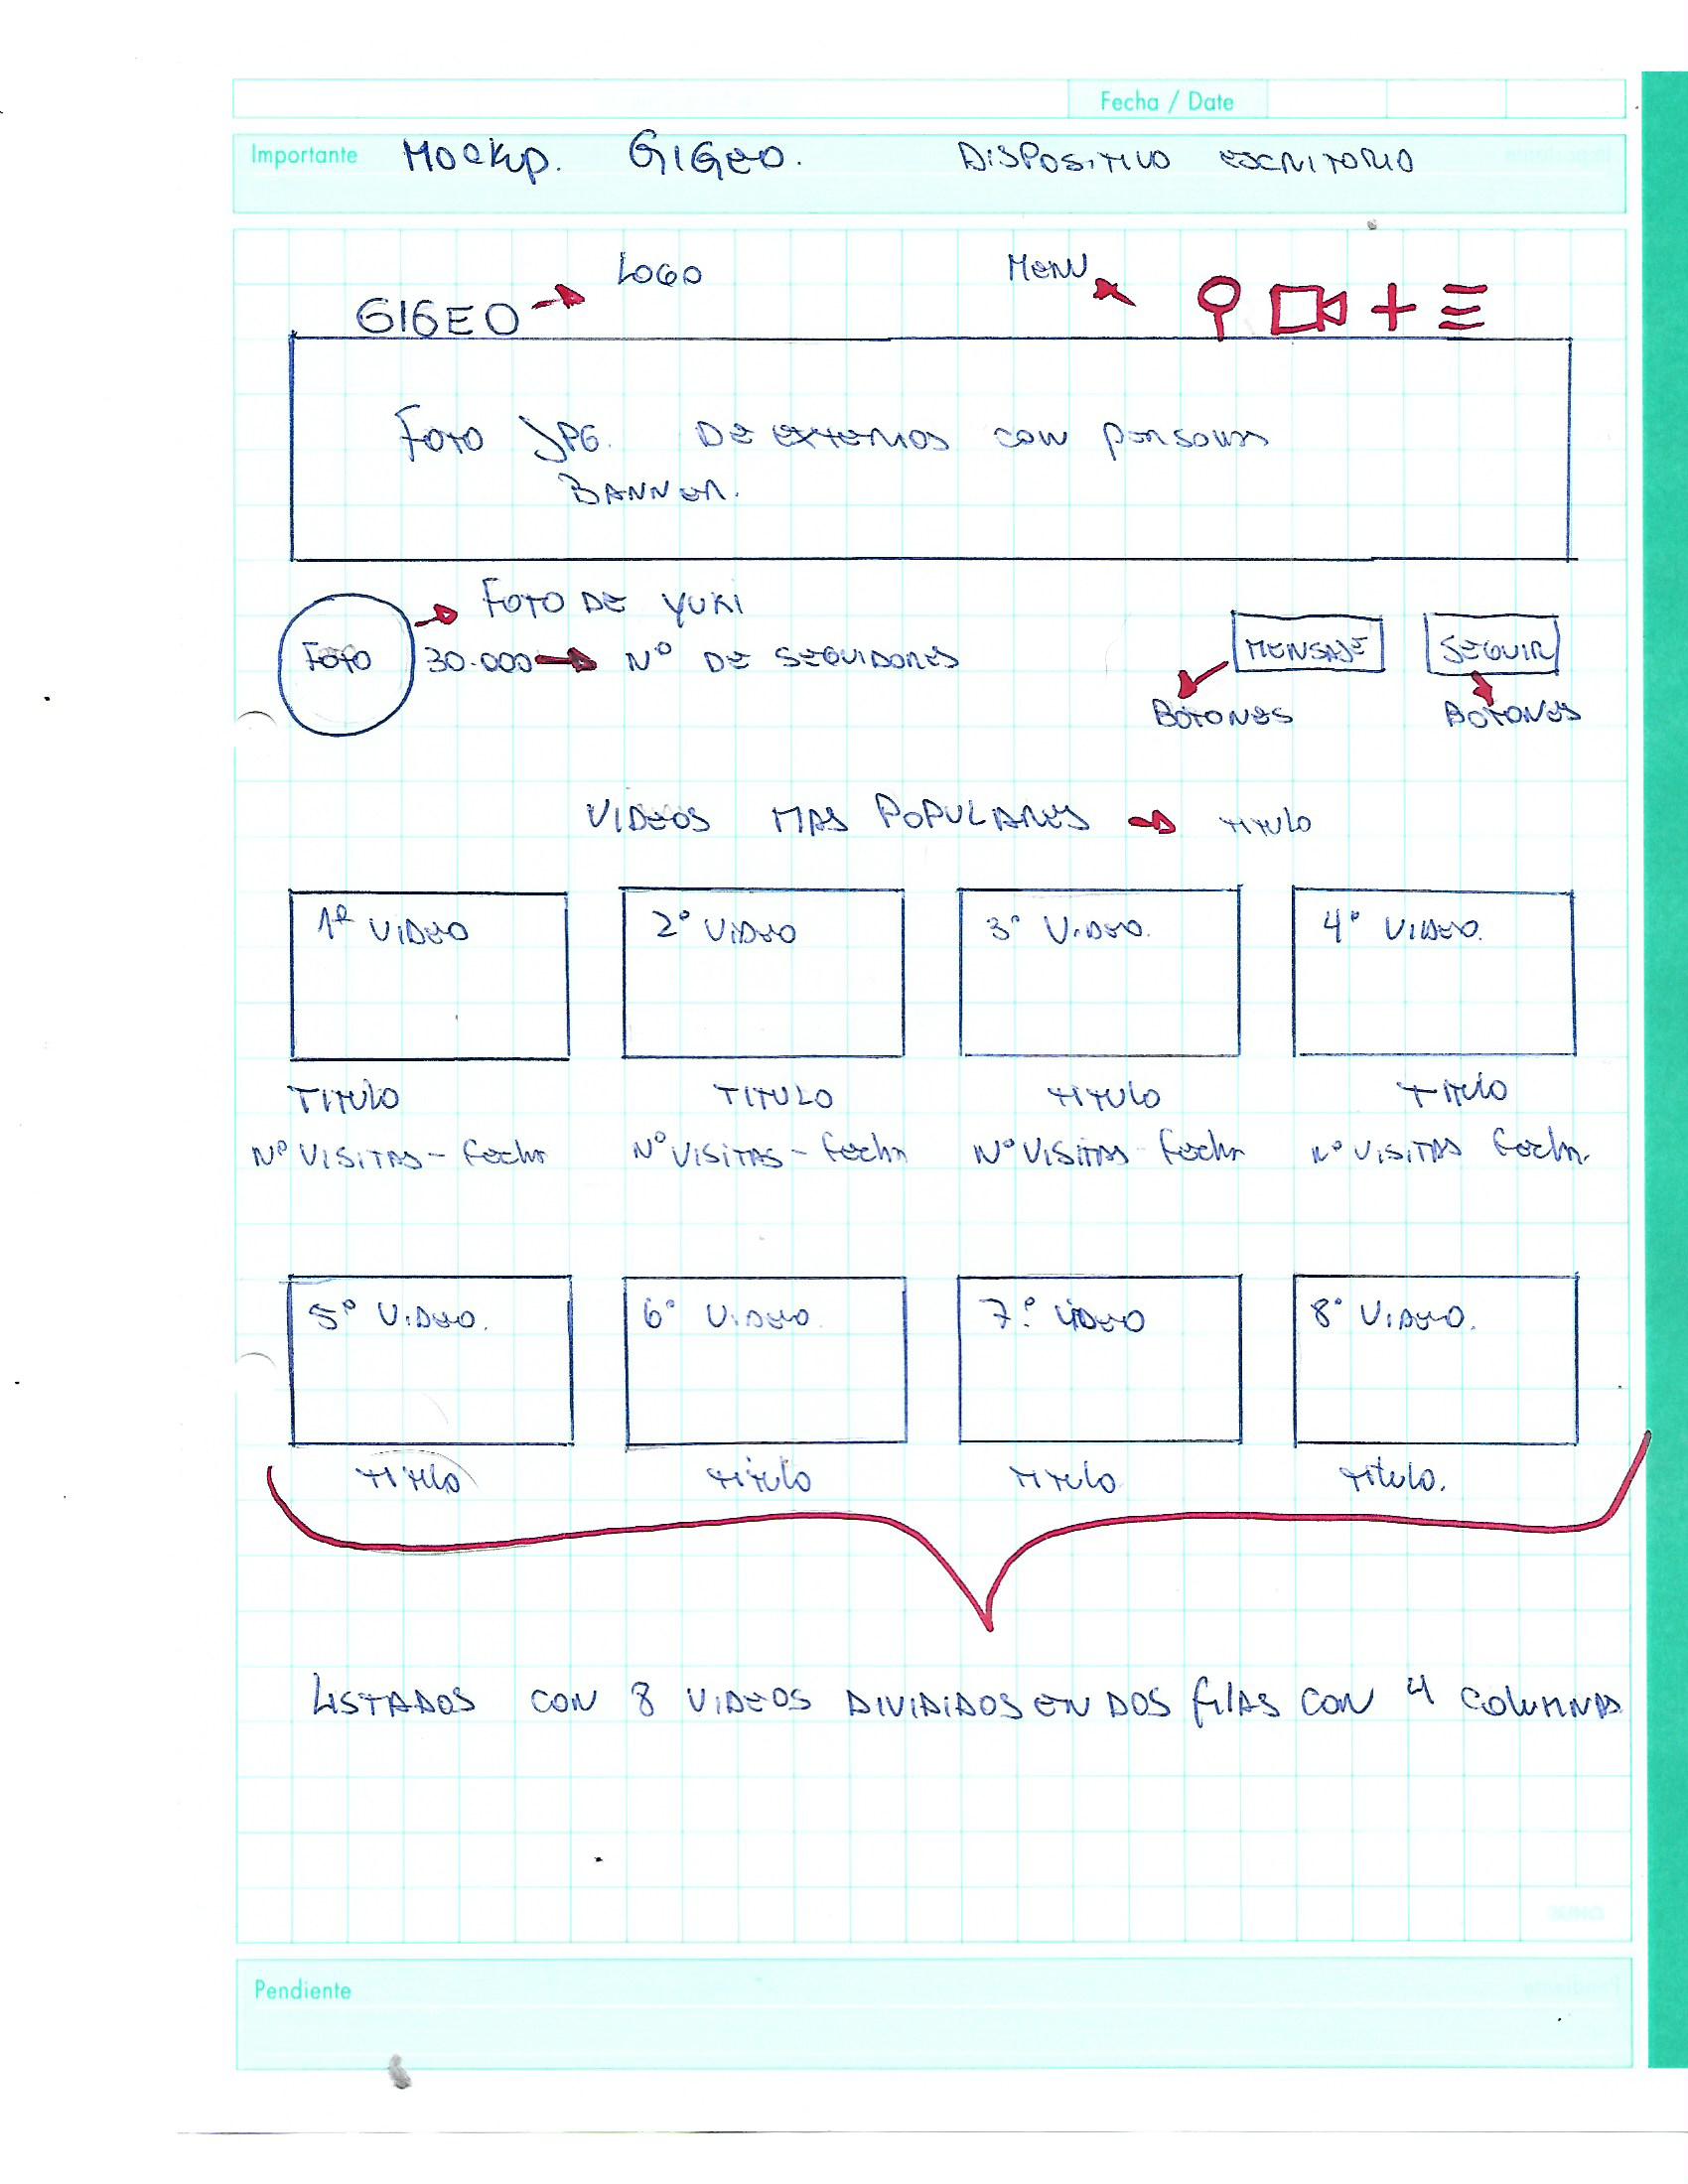 Fecha / Date
Importante Mockup. GIGEO. DISPOSITIVO ESCRITORIO
LOGO MENU
GIGEO
FOTO JPG. DE EXTERIOS CON PERSONAS
BANNER.
FOTO DE YUKI
FOTO 30.000 Nº DE SEGUIDORES MENSAJE SEGUIR
BOTONES BOTONES
VIDEOS MAS POPULARES TITULO
1º VIDEO 2º VIDEO 3º VIDEO. 4º VIDEO.
TITULO TITULO TITULO TITULO
Nº VISITAS - Fecha Nº VISITAS - Fecha Nº VISITAS - Fecha Nº VISITAS Fecha.
5º VIDEO. 6º VIDEO. 7º VIDEO 8º VIDEO.
TITULO TITULO TITULO TITULO.
LISTADOS CON 8 VIDEOS DIVIDIDOS EN DOS FILAS CON 4 COLUMNAS
Pendiente